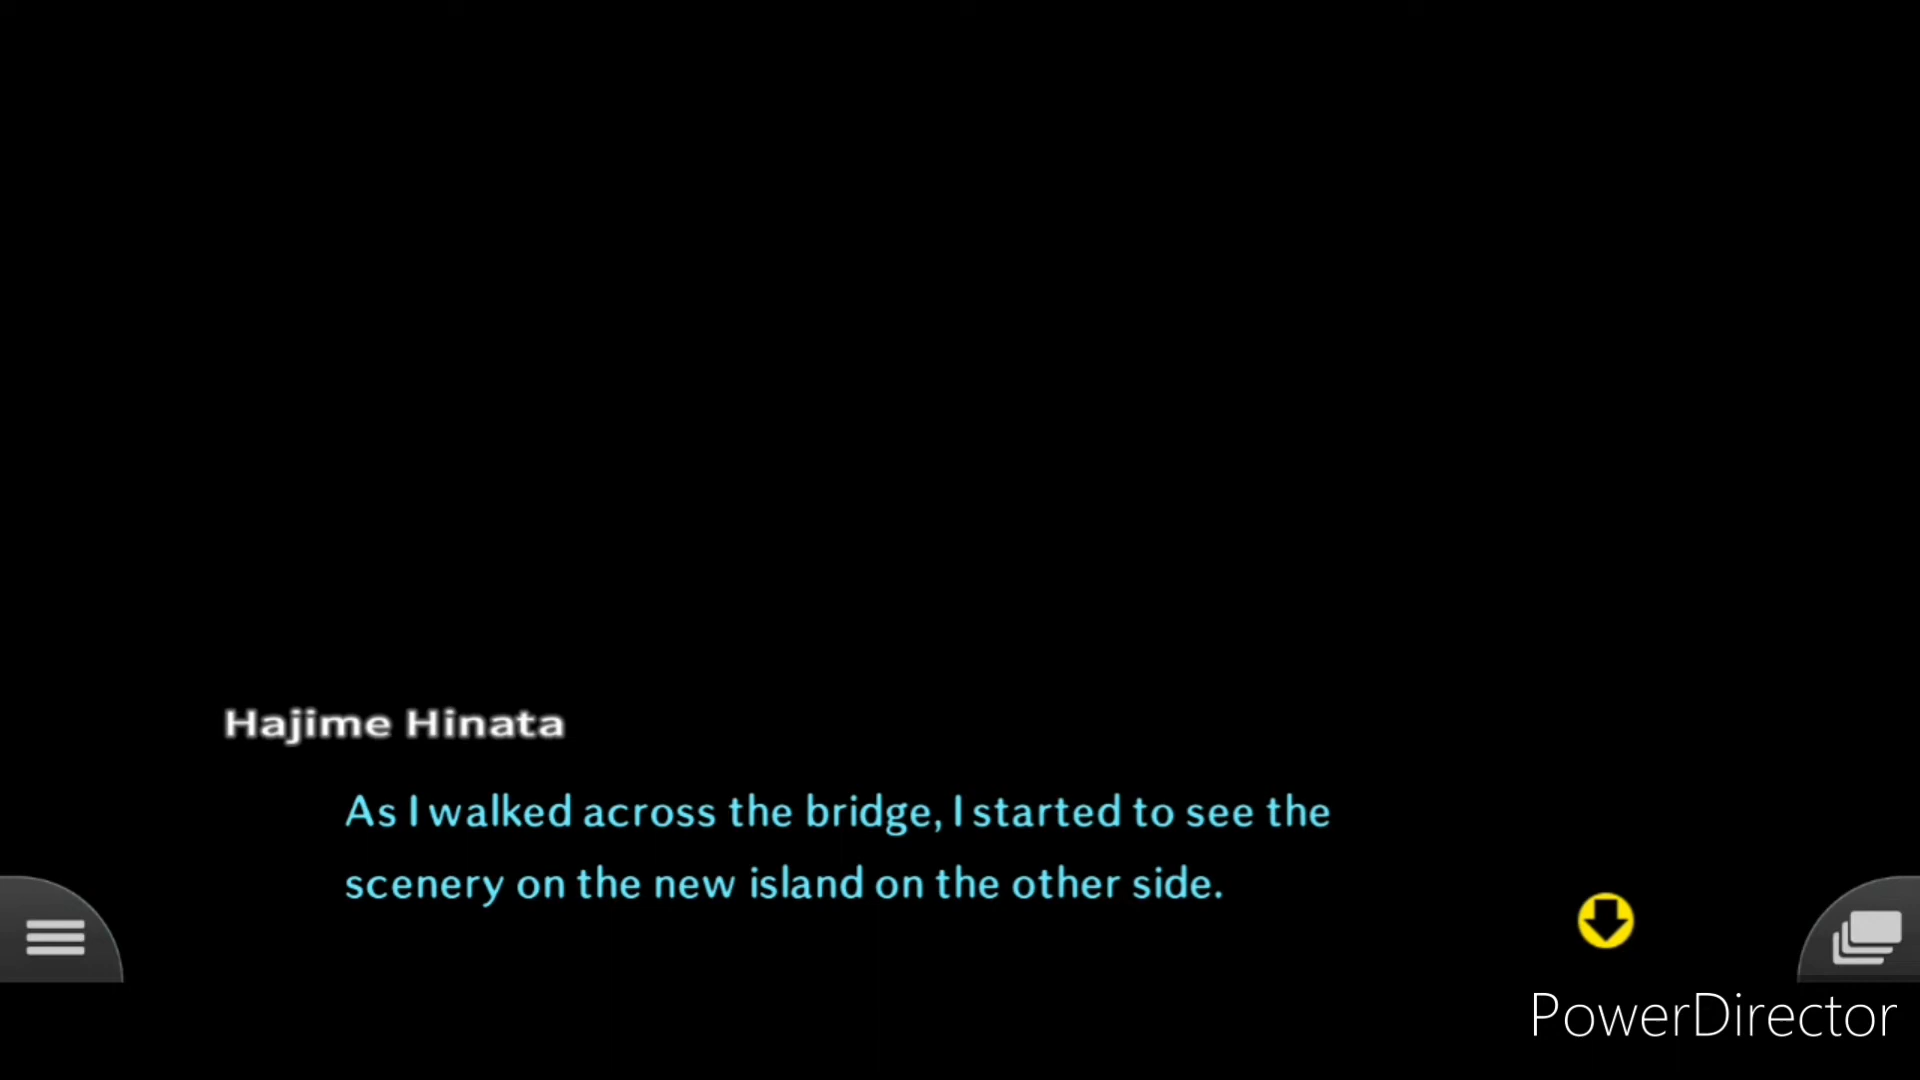 Hajime Hinata
As I walked across the bridge, I started to see the
scenery on the new island on the other side.
PowerDirector